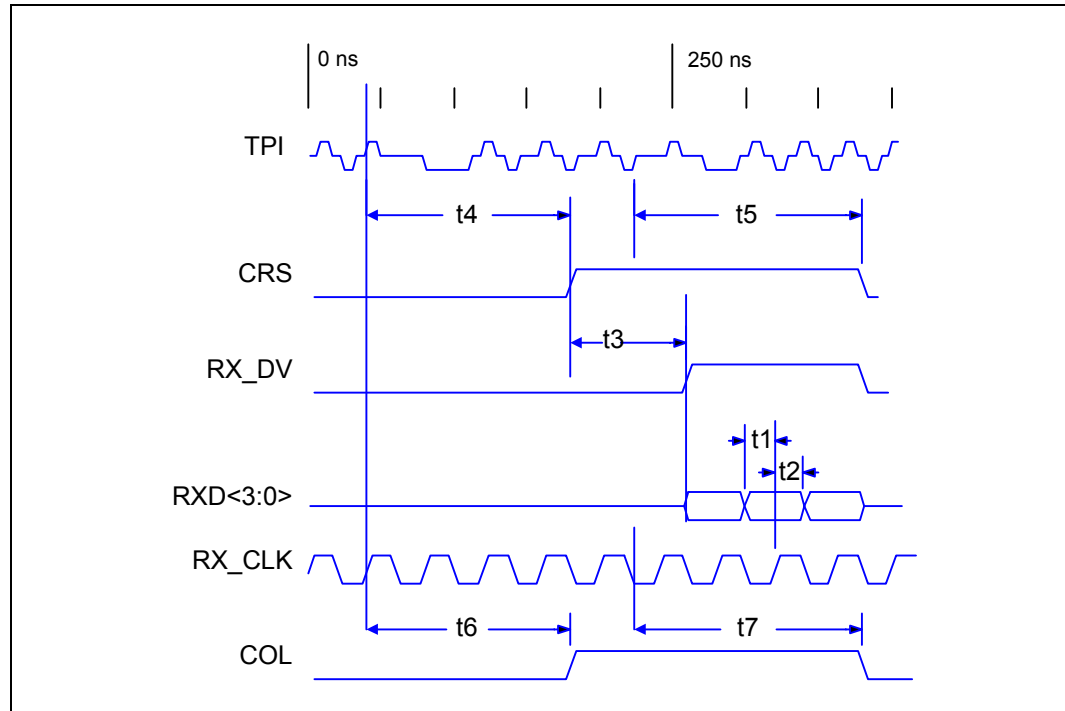 0 ns
250 ns
TPI
t4
t5
CRS
t3
RX_DV
t1
t2
RXD<3:0>
RX_CLK
t6
t7
COL